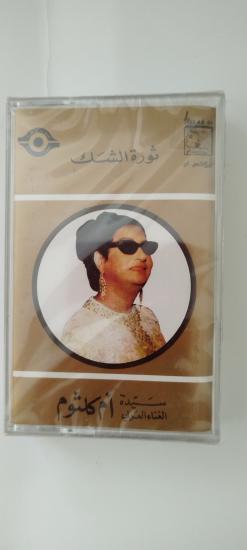 ثورة الشك
سيدة
الغناء العربي
أم كلثوم